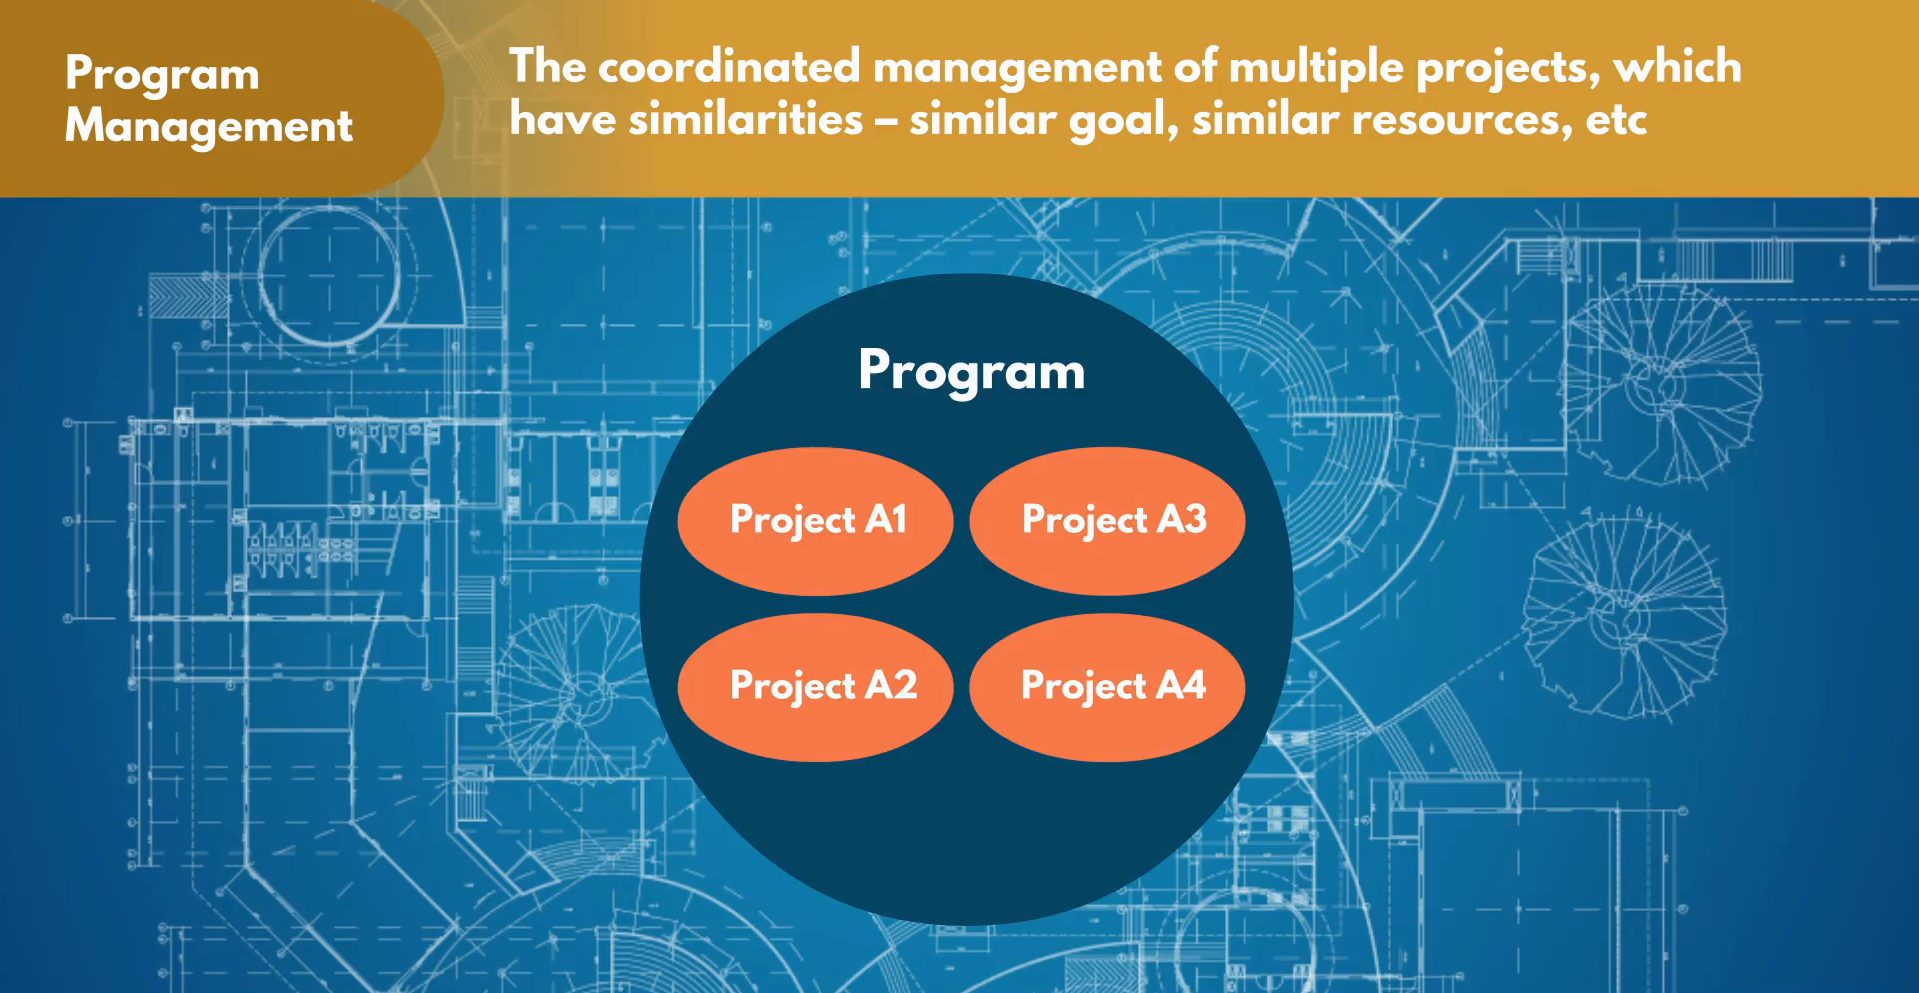 Program
Management
The coordinated management of multiple projects, which
have similarities – similar goal, similar resources, etc
Program
Project A1
Project A3
Project A2
Project A4